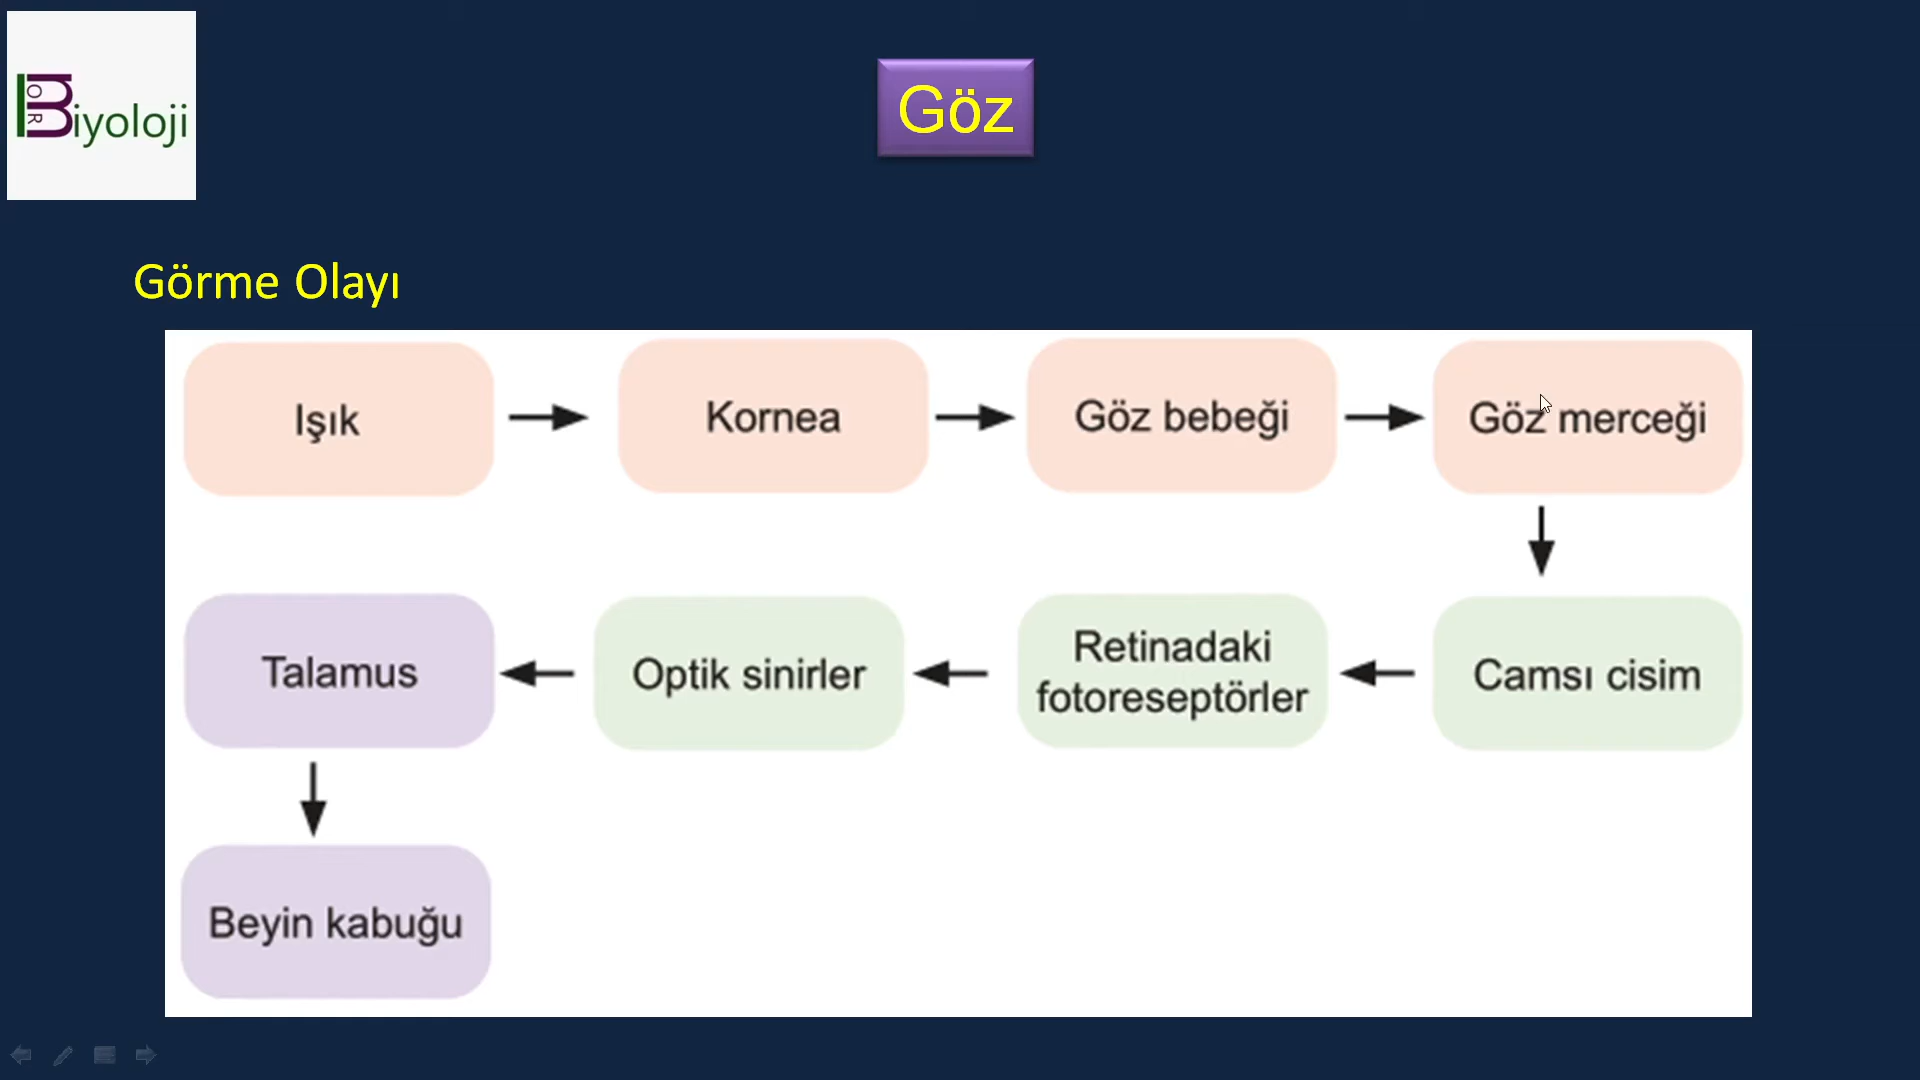 BOR
Biyoloji
Göz
Görme Olayı
Işık
Kornea
Göz bebeği
Göz merceği
Talamus
Optik sinirler
Retinadaki
fotoreseptörler
Camsı cisim
Beyin kabuğu